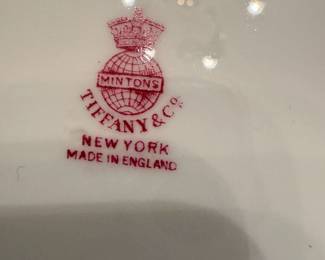 MINTONS
TIFFANY & Co.
NEW YORK
MADE IN ENGLAND